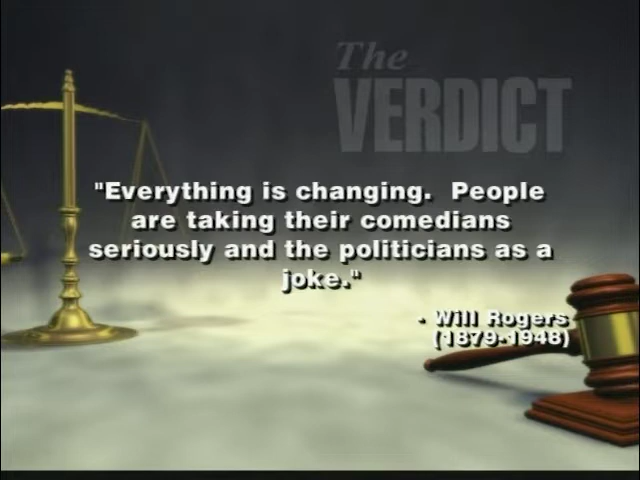 The
VERDICT
"Everything is changing. People
are taking their comedians
seriously and the politicians as a
joke."
- Will Rogers
(1879-1948)